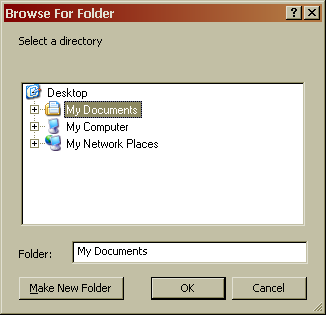 Browse For Folder
Select a directory
Desktop
My Documents
My Computer
My Network Places
Folder: My Documents
Make New Folder OK Cancel